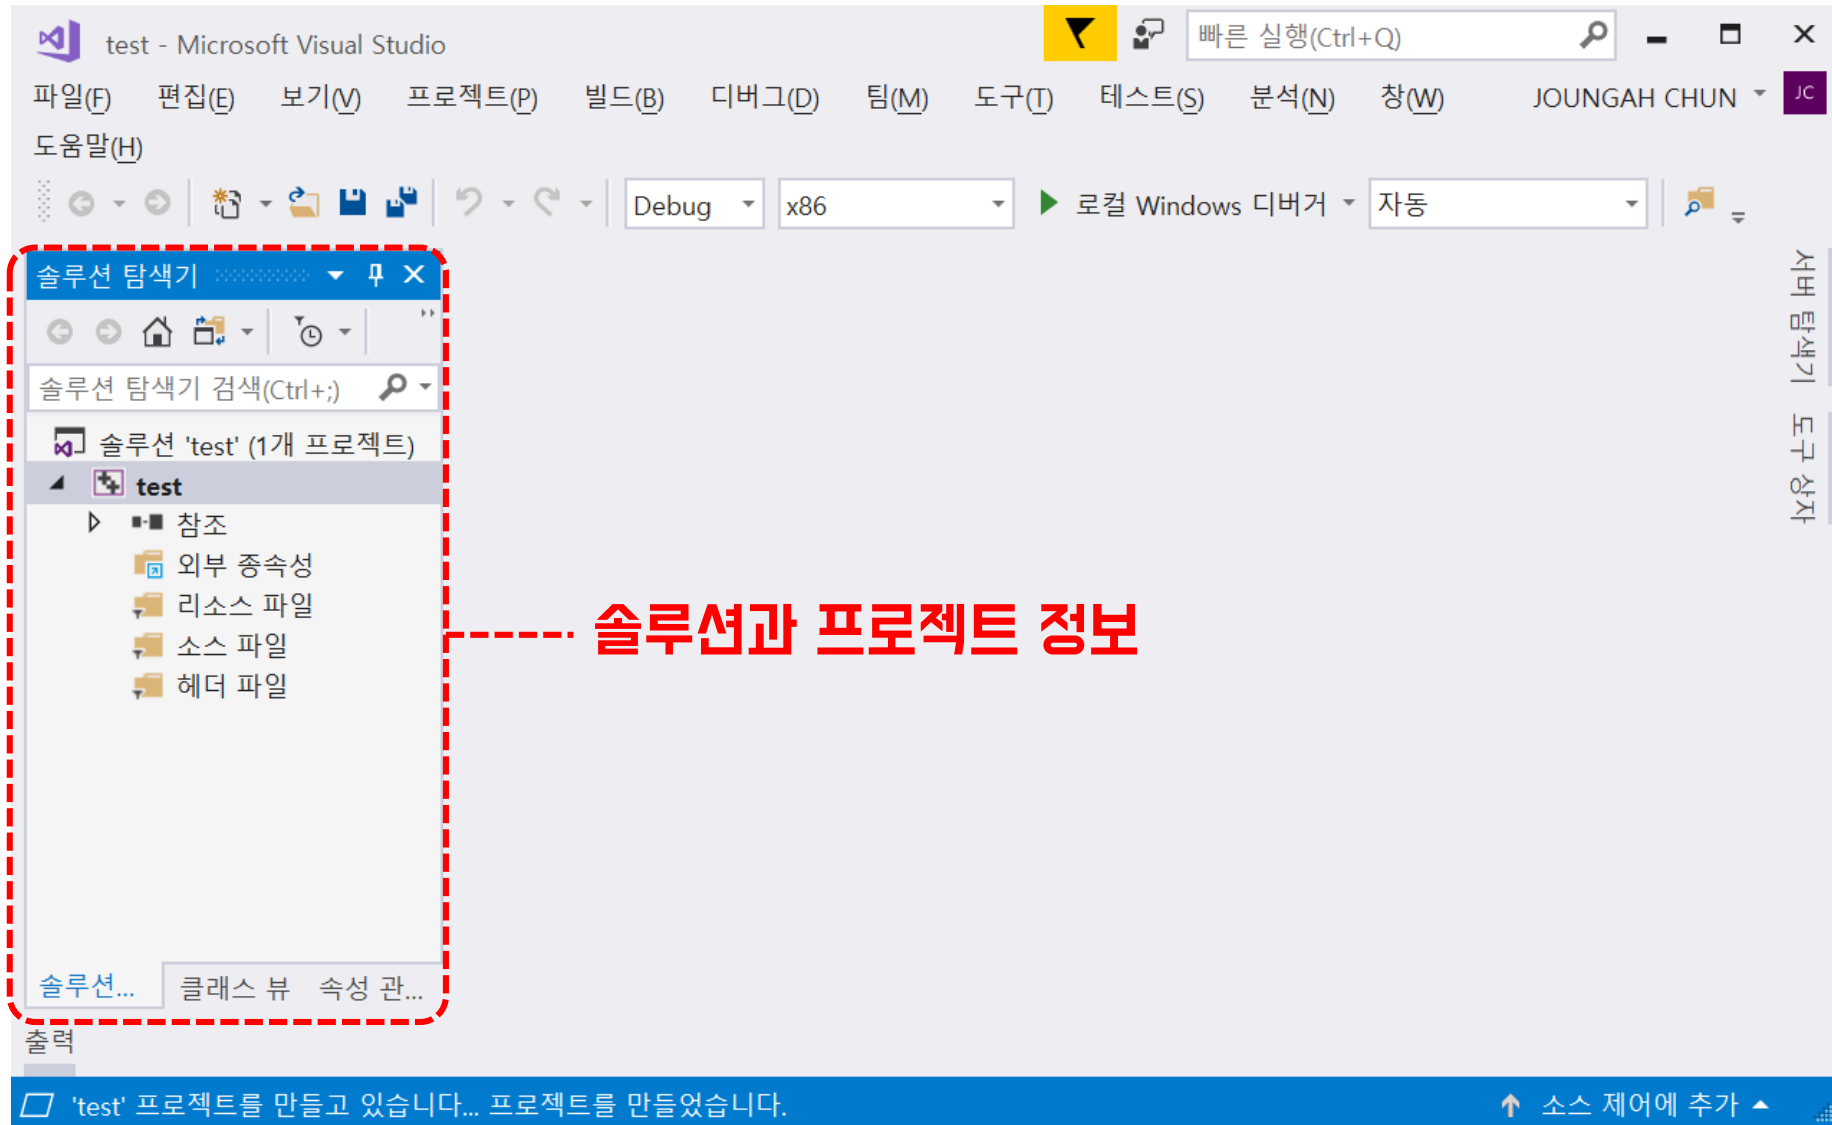 test - Microsoft Visual Studio
빠른 실행(Ctrl+Q)
파일(F) 편집(E) 보기(V) 프로젝트(P) 빌드(B) 디버그(D) 팀(M) 도구(T) 테스트(S) 분석(N) 창(W) JOUNGAH CHUN JC
도움말(H)
Debug x86 로컬 Windows 디버거 자동
솔루션 탐색기
솔루션 탐색기 검색(Ctrl+;)
솔루션 'test' (1개 프로젝트)
test
참조
외부 종속성
리소스 파일
소스 파일
헤더 파일
솔루션... 클래스 뷰 속성 관...
솔루션과 프로젝트 정보
서버 탐색기
도구 상자
출력
'test' 프로젝트를 만들고 있습니다... 프로젝트를 만들었습니다.
소스 제어에 추가